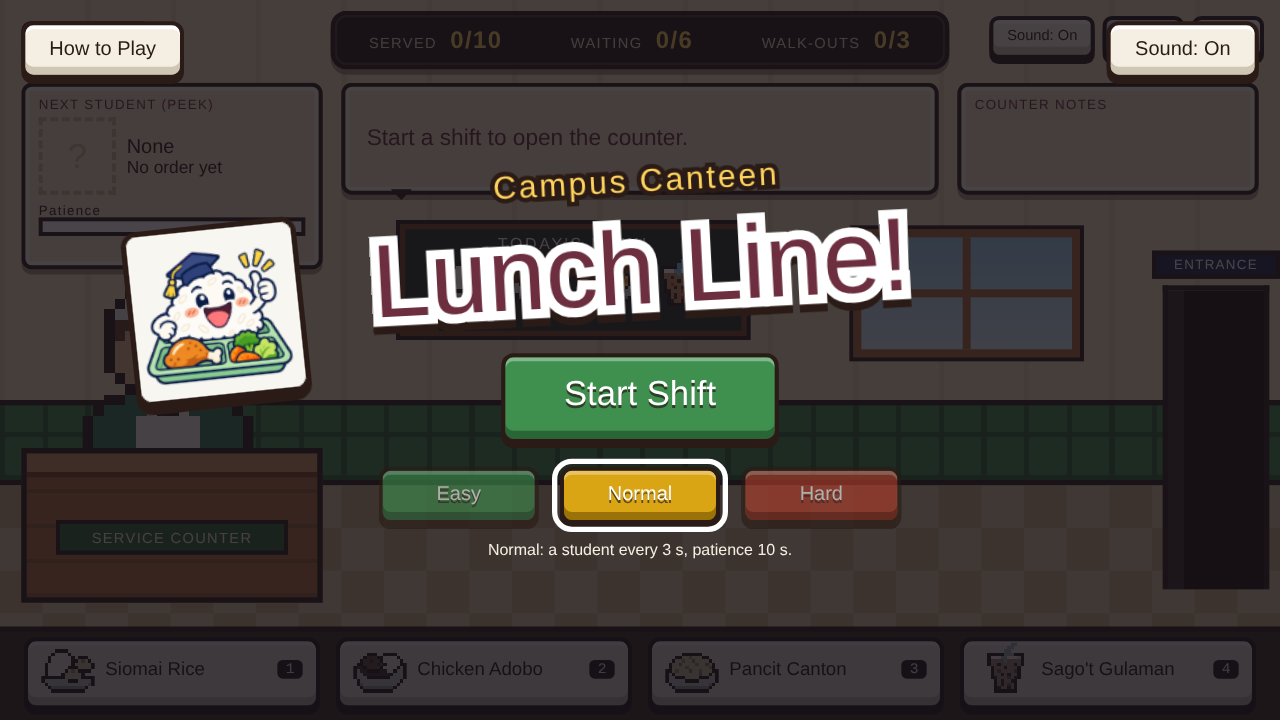 How to Play
SERVED 0/10 WAITING 0/6 WALK-OUTS 0/3
Sound: On
Sound: On
NEXT STUDENT (PEEK)
?
None
No order yet
Patience
Start a shift to open the counter.
COUNTER NOTES
Campus Canteen
TODAY'S
Lunch Line!
ENTRANCE
Start Shift
Easy
Normal
Hard
Normal: a student every 3 s, patience 10 s.
SERVICE COUNTER
Siomai Rice 1
Chicken Adobo 2
Pancit Canton 3
Sago't Gulaman 4